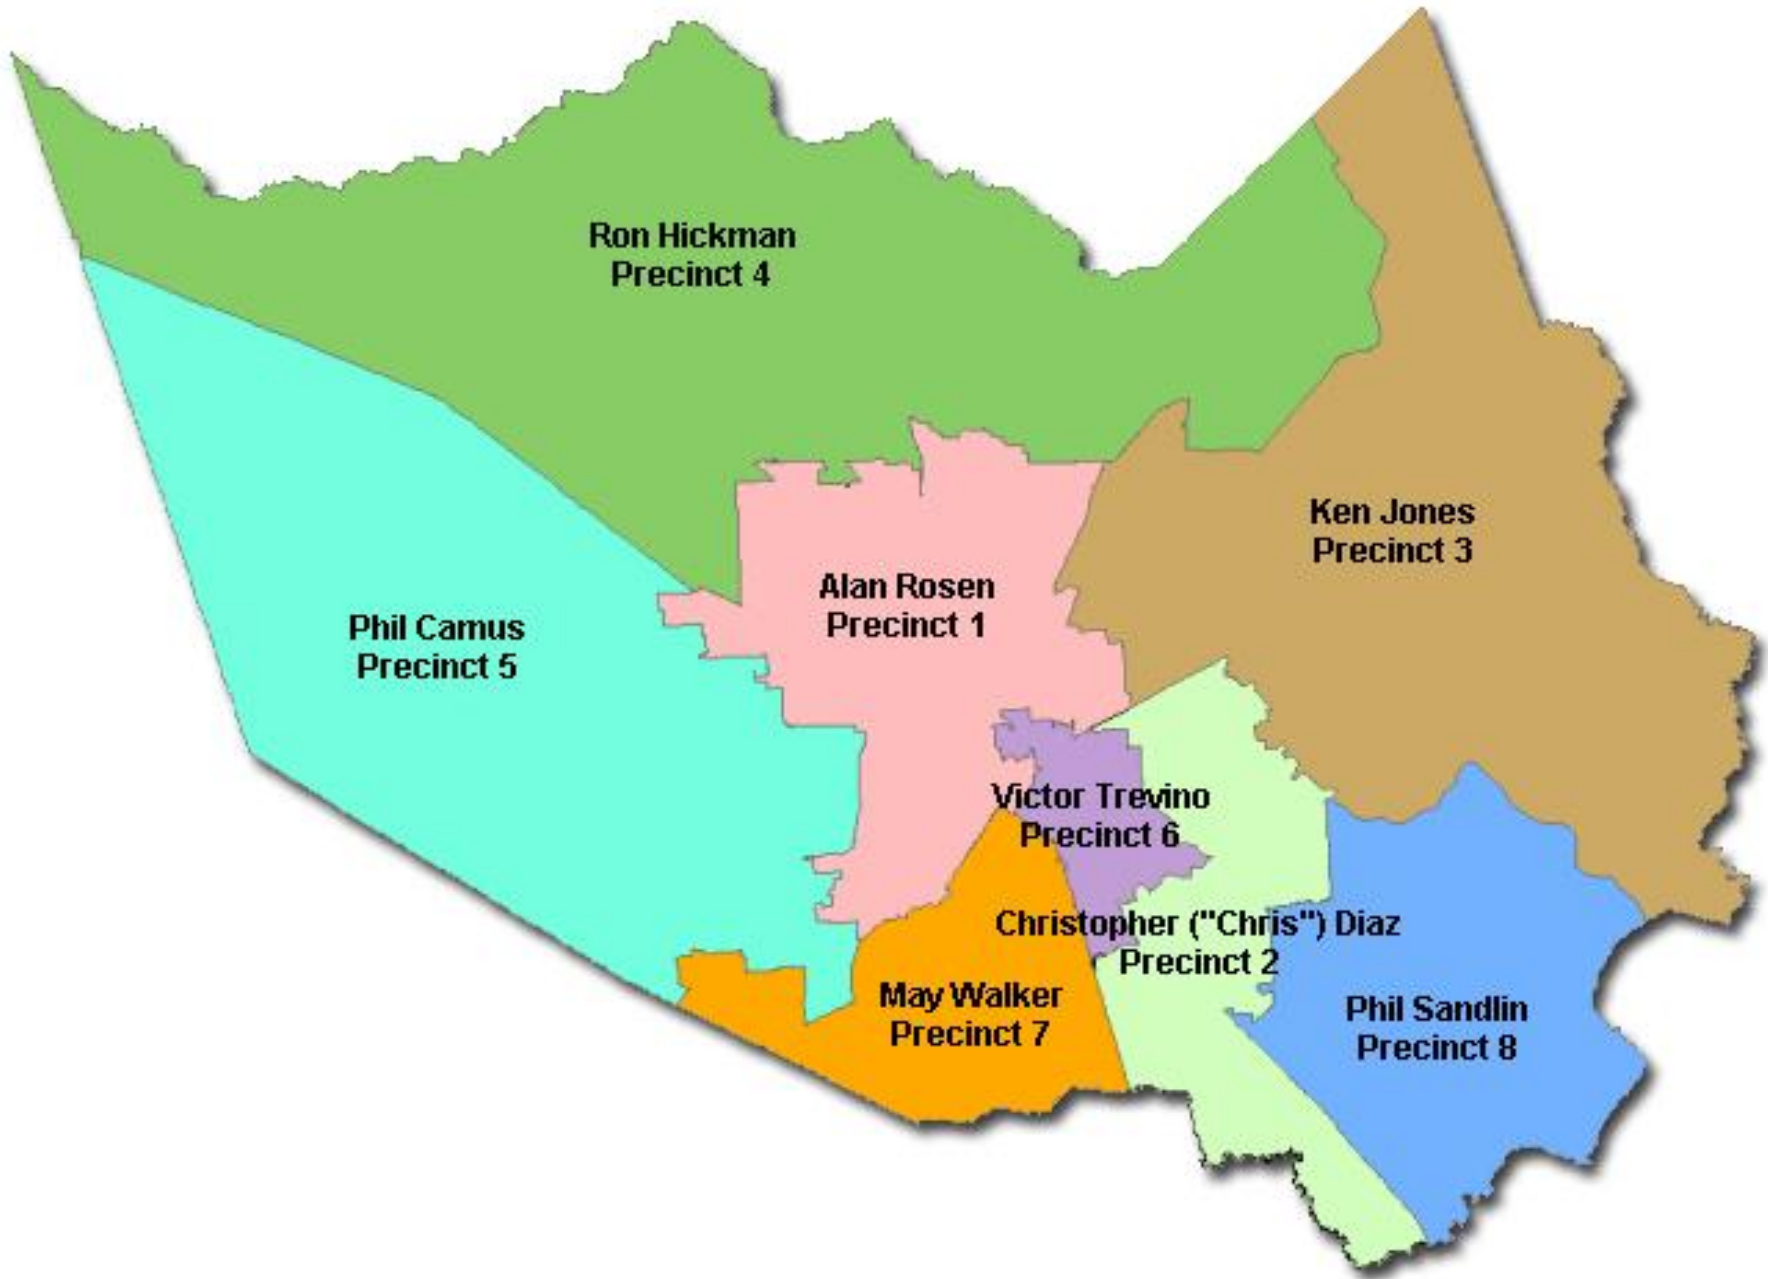 Ron Hickman
Precinct 4
Ken Jones
Precinct 3
Alan Rosen
Precinct 1
Phil Camus
Precinct 5
Victor Trevino
Precinct 6
Christopher ("Chris") Diaz
Precinct 2
May Walker
Precinct 7
Phil Sandlin
Precinct 8